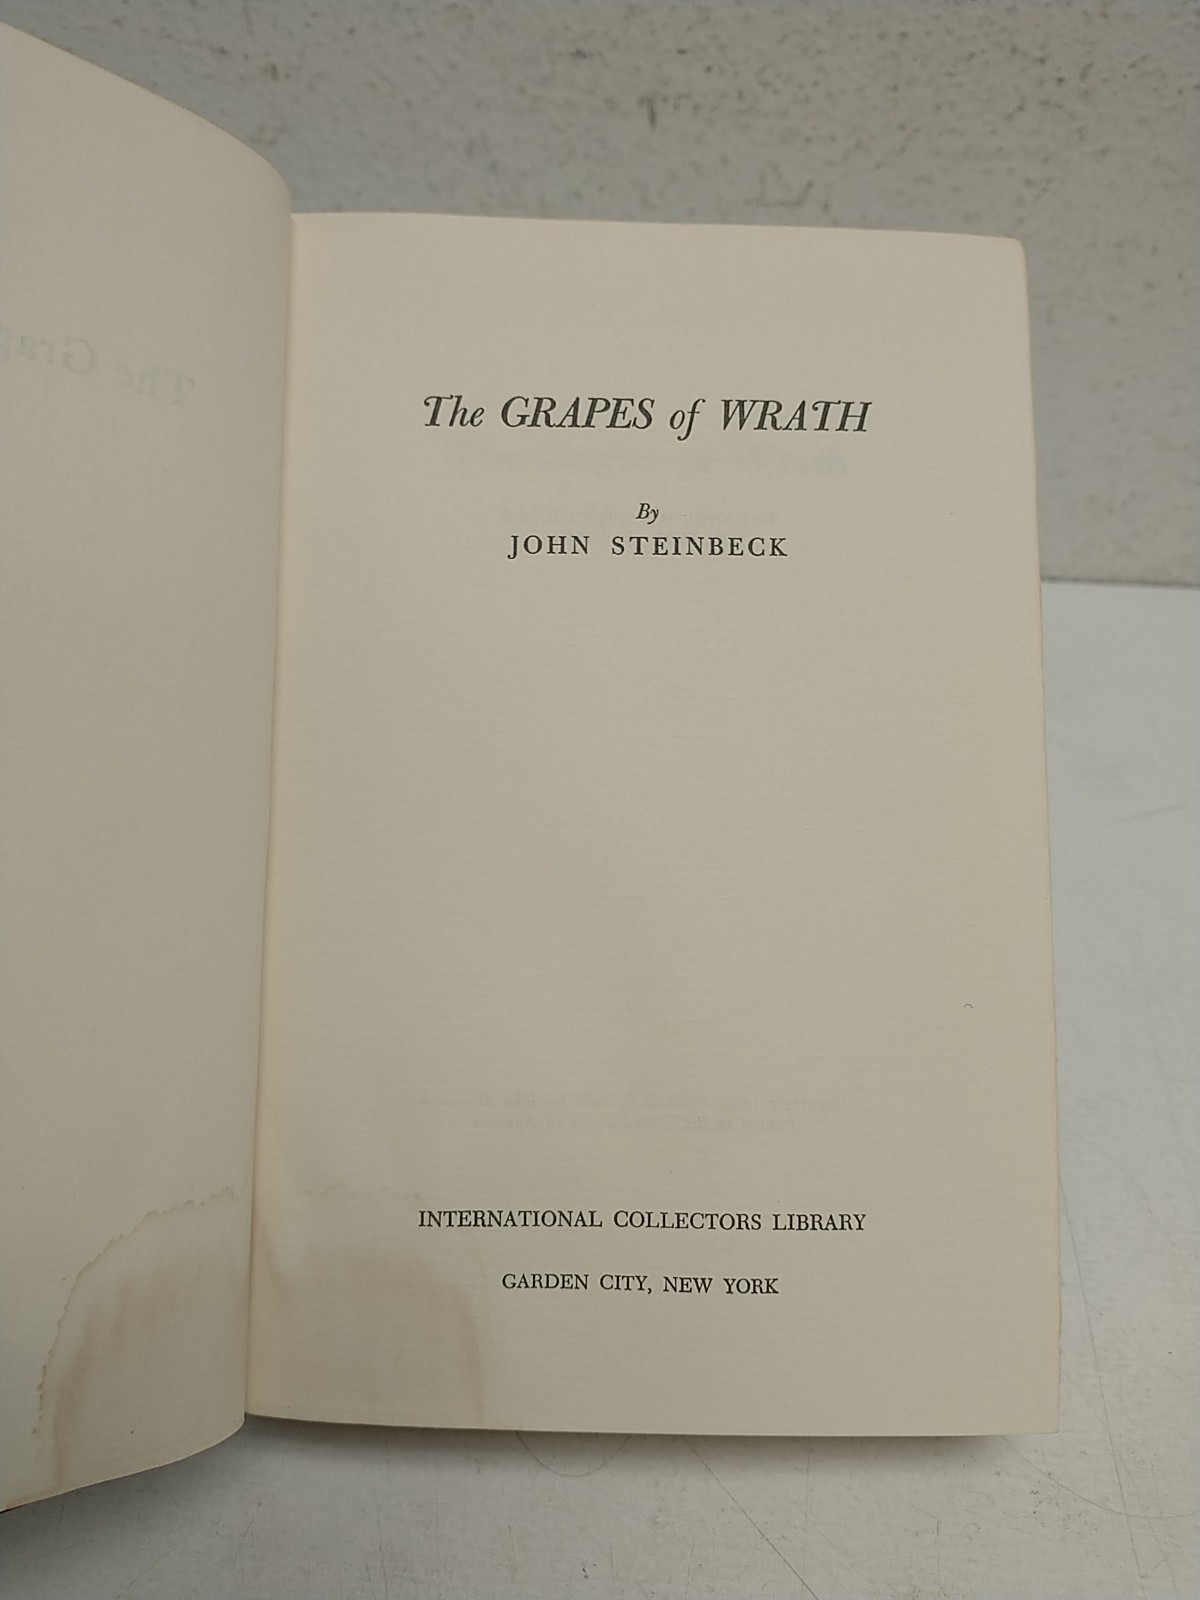 The GRAPES of WRATH
By
JOHN STEINBECK
INTERNATIONAL COLLECTORS LIBRARY
GARDEN CITY, NEW YORK